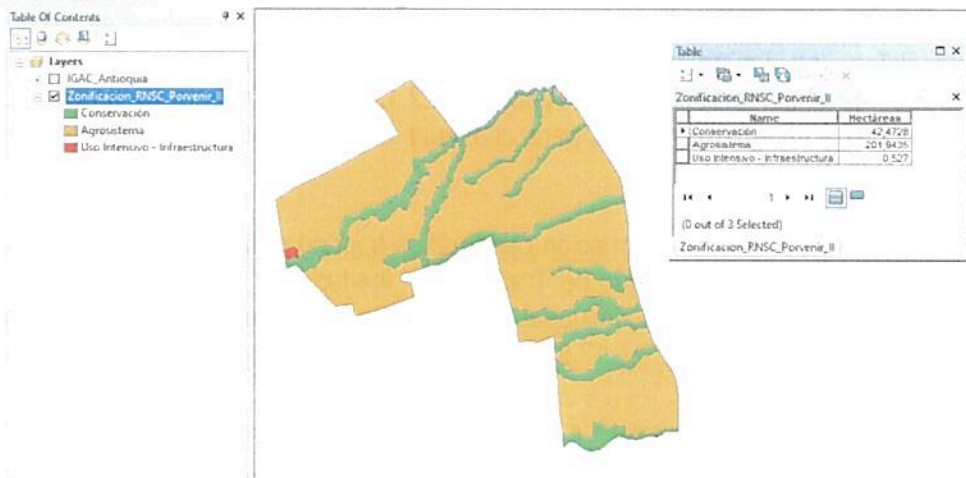 Table Of Contents
Layers
IGAC_Antioquia
Zonificacion_RNSC_Porvenir_II
Conservación
Agrosistema
Uso Intensivo - Infraestructura
Table
Zonificacion_RNSC_Porvenir_II
Name Hectáreas
Conservación 42,4728
Agrosistema 201,9435
Uso Intensivo - Infraestructura 0,527
1
(0 out of 3 Selected)
Zonificacion_RNSC_Porvenir_II